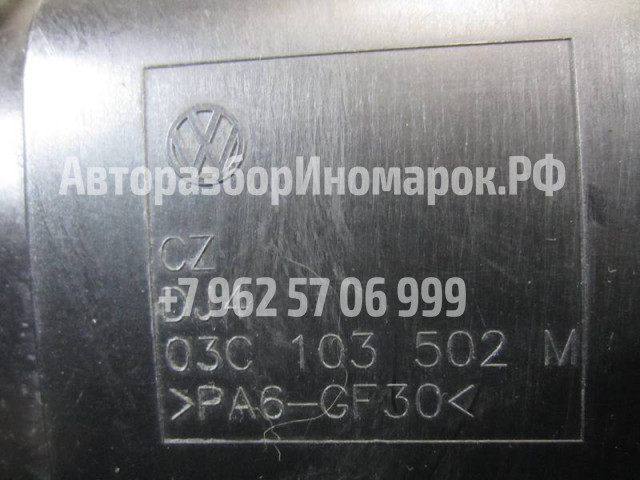 АвторазборИномарок.РФ
CZ
+7 962 57 06 999
03C 103 502 M
>PA6-GF30<